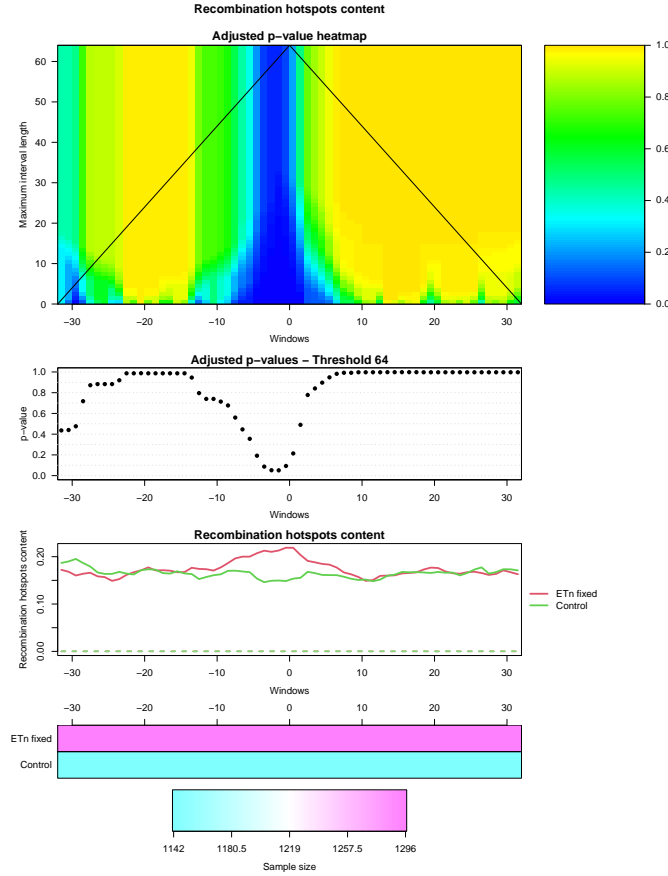 Recombination hotspots content
Adjusted p−value heatmap
Maximum interval length
0 10 20 30 40 50 60
−30 −20 −10 0 10 20 30
Windows
0.0 0.2 0.4 0.6 0.8 1.0
Adjusted p−values − Threshold 64
p−value
0.0 0.2 0.4 0.6 0.8 1.0
−30 −20 −10 0 10 20 30
Windows
Recombination hotspots content
Recombination hotspots content
0.00 0.10 0.20
−30 −20 −10 0 10 20 30
Windows
ETn fixed
Control
−30 −20 −10 0 10 20 30
ETn fixed
Control
1142 1180.5 1219 1257.5 1296
Sample size